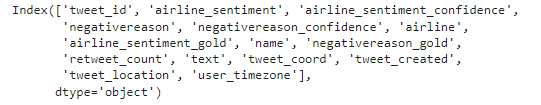 Index(['tweet_id', 'airline_sentiment', 'airline_sentiment_confidence',
'negativereason', 'negativereason_confidence', 'airline',
'airline_sentiment_gold', 'name', 'negativereason_gold',
'retweet_count', 'text', 'tweet_coord', 'tweet_created',
'tweet_location', 'user_timezone'],
dtype='object')